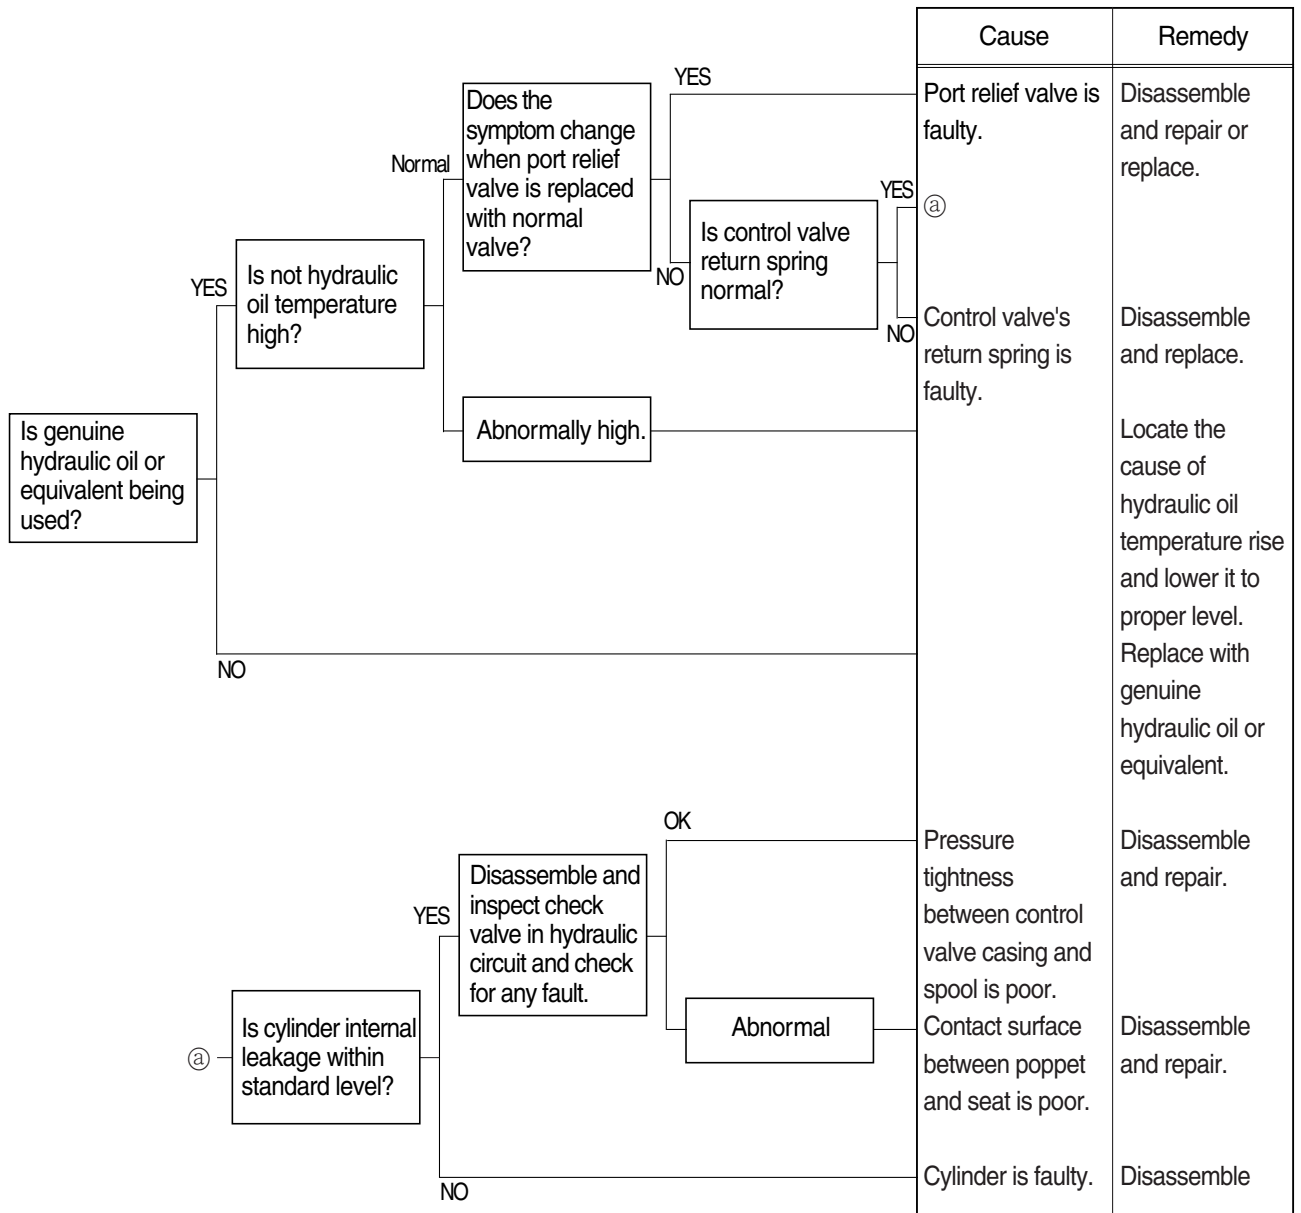 Cause
Remedy
YES
Does the
symptom change
when port relief
valve is replaced
with normal
valve?
Normal
Port relief valve is
faulty.
Disassemble
and repair or
replace.
YES
ⓐ
Is control valve
return spring
normal?
NO
YES
Is not hydraulic
oil temperature
high?
NO
Control valve's
return spring is
faulty.
Disassemble
and replace.
Abnormally high.
Locate the
cause of
hydraulic oil
temperature rise
and lower it to
proper level.
Is genuine
hydraulic oil or
equivalent being
used?
NO
Replace with
genuine
hydraulic oil or
equivalent.
OK
Pressure
tightness
between control
valve casing and
spool is poor.
Disassemble
and repair.
YES
Disassemble and
inspect check
valve in hydraulic
circuit and check
for any fault.
Abnormal
Contact surface
between poppet
and seat is poor.
Disassemble
and repair.
ⓐ
Is cylinder internal
leakage within
standard level?
NO
Cylinder is faulty.
Disassemble